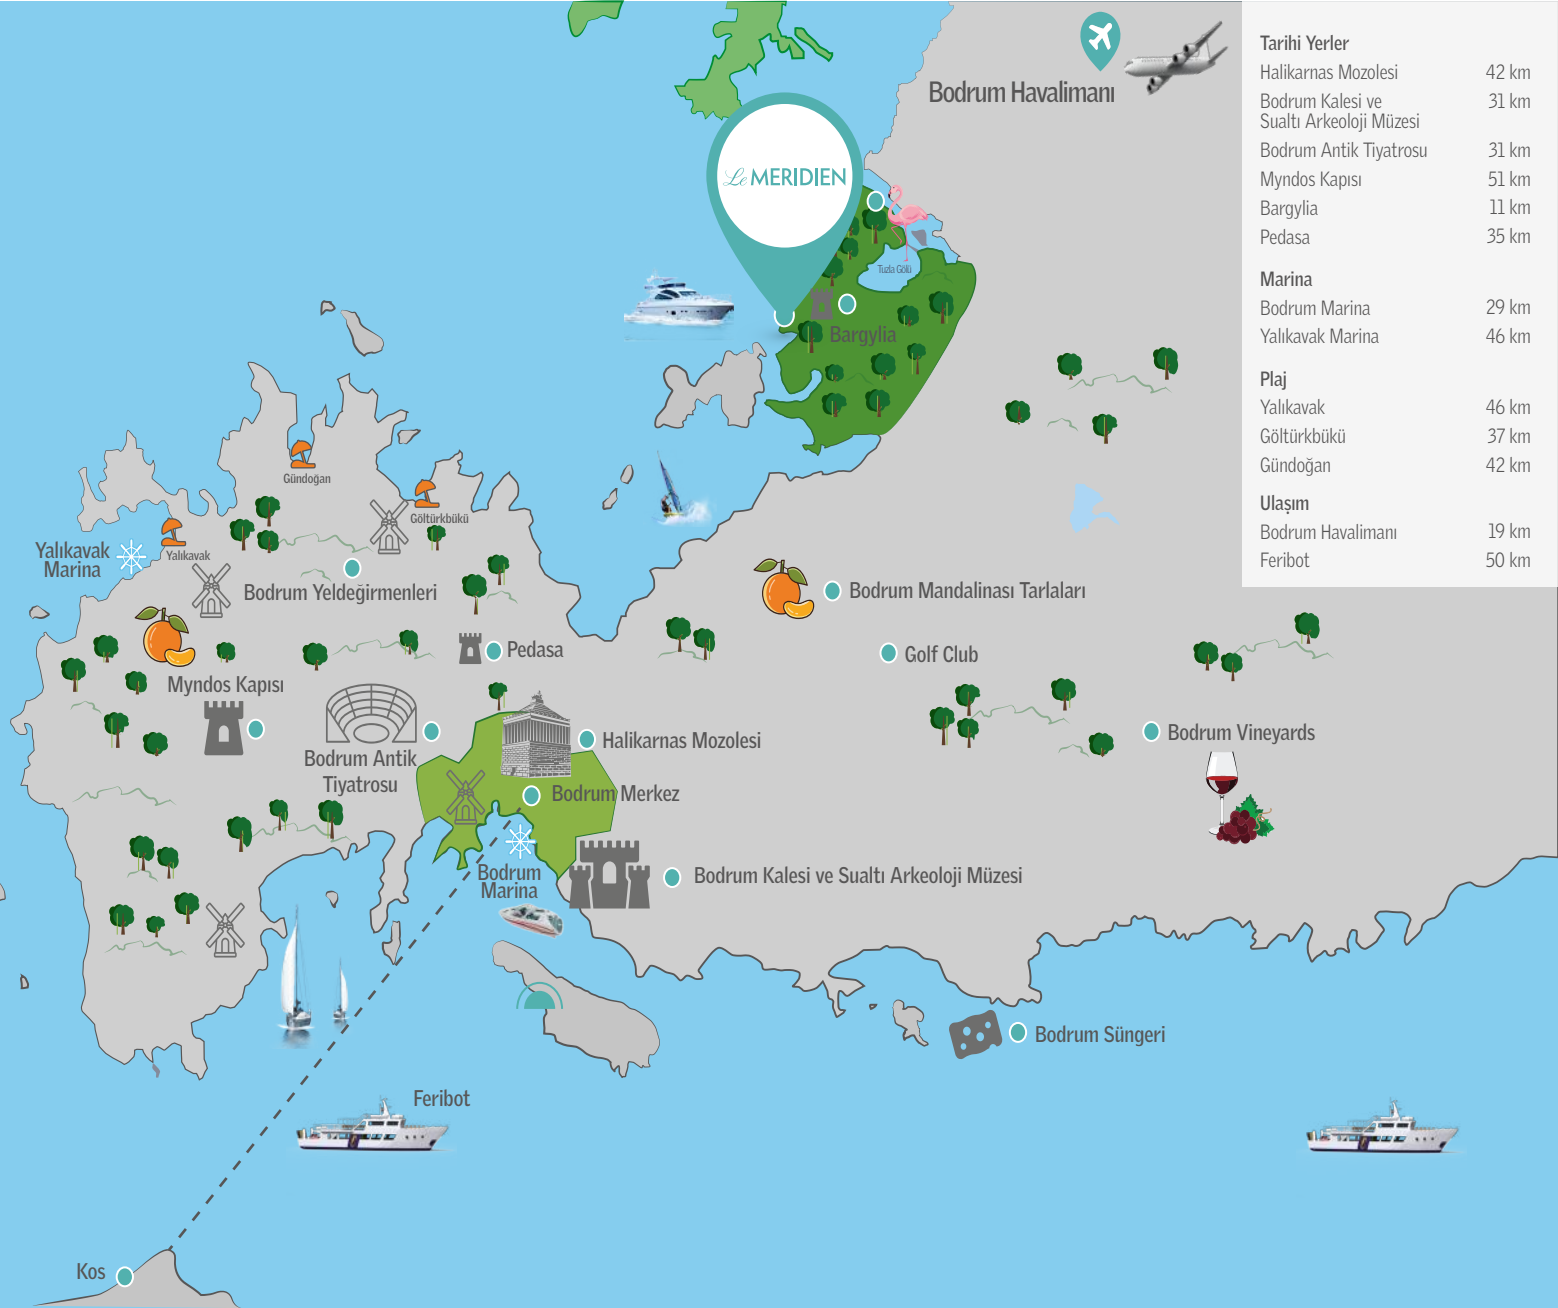 Bodrum Havalimanı
Le MERIDIEN
Tuzla Gölü
Bargylia
Gündoğan
Göltürkbükü
Yalıkavak
Marina
Yalıkavak
Bodrum Yeldeğirmenleri
Bodrum Mandalinası Tarlaları
Pedasa
Golf Club
Myndos Kapısı
Bodrum Antik
Tiyatrosu
Halikarnas Mozolesi
Bodrum Vineyards
Bodrum Merkez
Bodrum
Marina
Bodrum Kalesi ve Sualtı Arkeoloji Müzesi
Bodrum Süngeri
Feribot
Kos
Tarihi Yerler
Halikarnas Mozolesi 42 km
Bodrum Kalesi ve 31 km
Sualtı Arkeoloji Müzesi
Bodrum Antik Tiyatrosu 31 km
Myndos Kapısı 51 km
Bargylia 11 km
Pedasa 35 km
Marina
Bodrum Marina 29 km
Yalıkavak Marina 46 km
Plaj
Yalıkavak 46 km
Göltürkbükü 37 km
Gündoğan 42 km
Ulaşım
Bodrum Havalimanı 19 km
Feribot 50 km